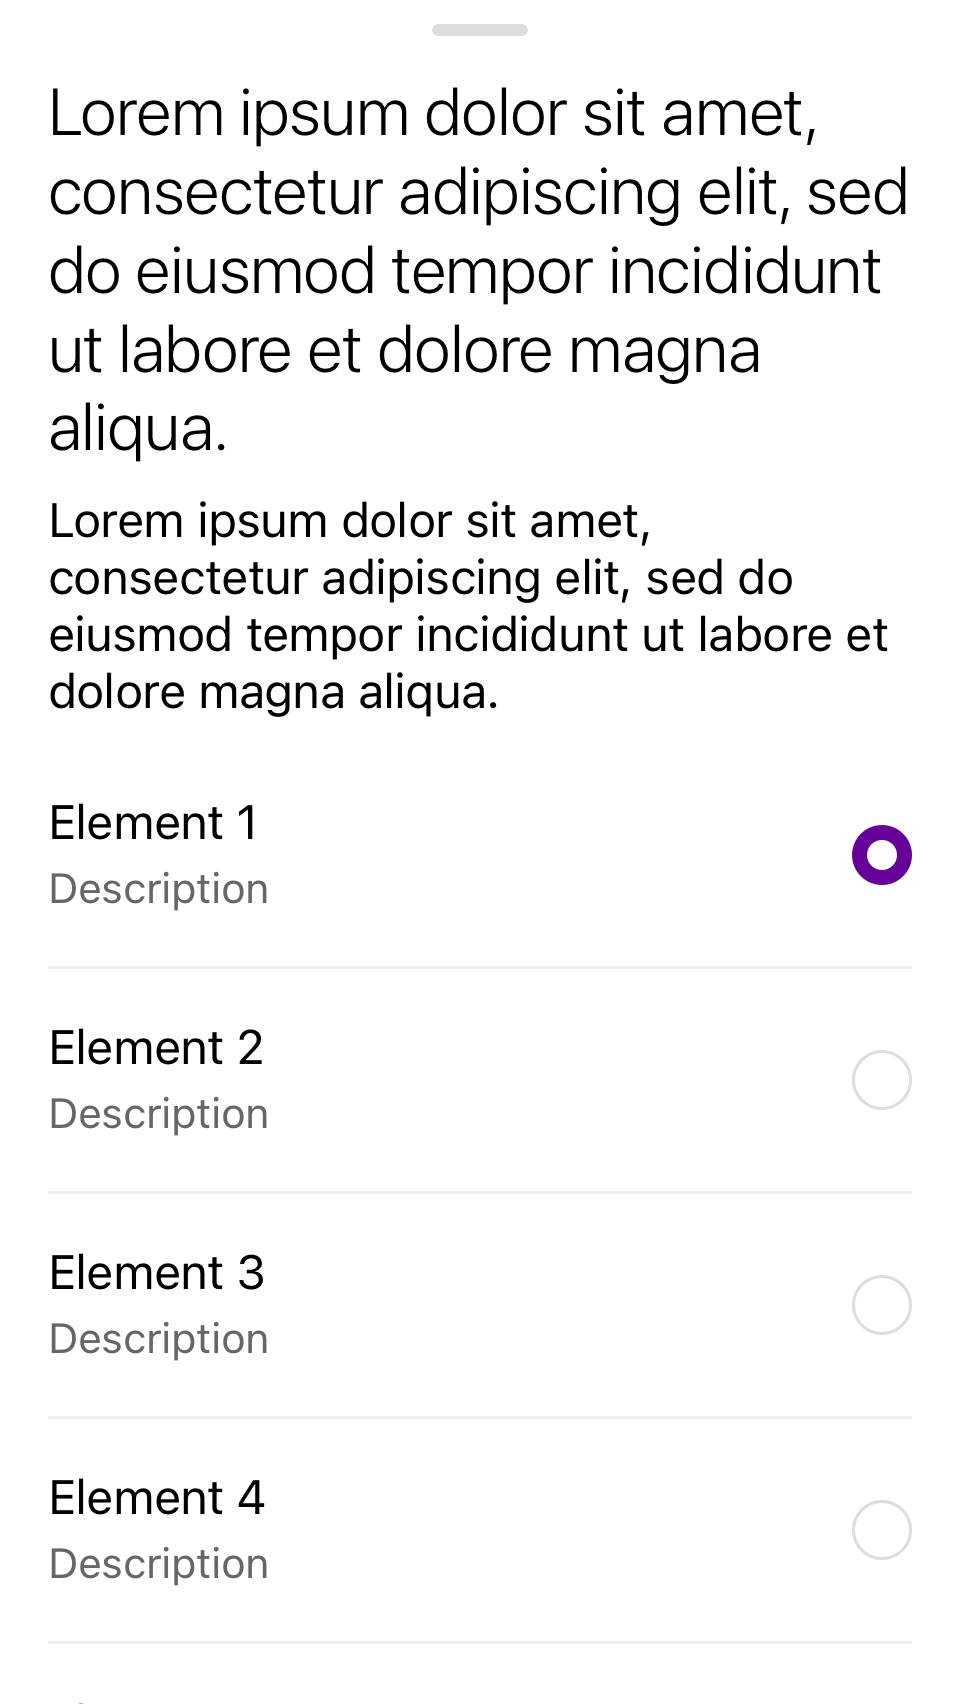 Lorem ipsum dolor sit amet,
consectetur adipiscing elit, sed
do eiusmod tempor incididunt
ut labore et dolore magna
aliqua.
Lorem ipsum dolor sit amet,
consectetur adipiscing elit, sed do
eiusmod tempor incididunt ut labore et
dolore magna aliqua.
Element 1
Description
Element 2
Description
Element 3
Description
Element 4
Description